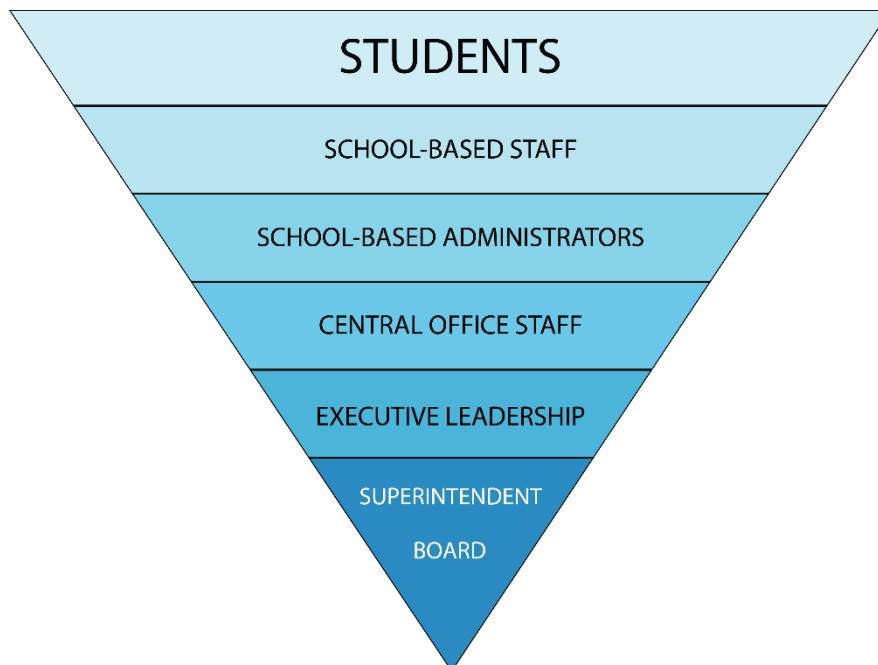 STUDENTS
SCHOOL-BASED STAFF
SCHOOL-BASED ADMINISTRATORS
CENTRAL OFFICE STAFF
EXECUTIVE LEADERSHIP
SUPERINTENDENT
BOARD